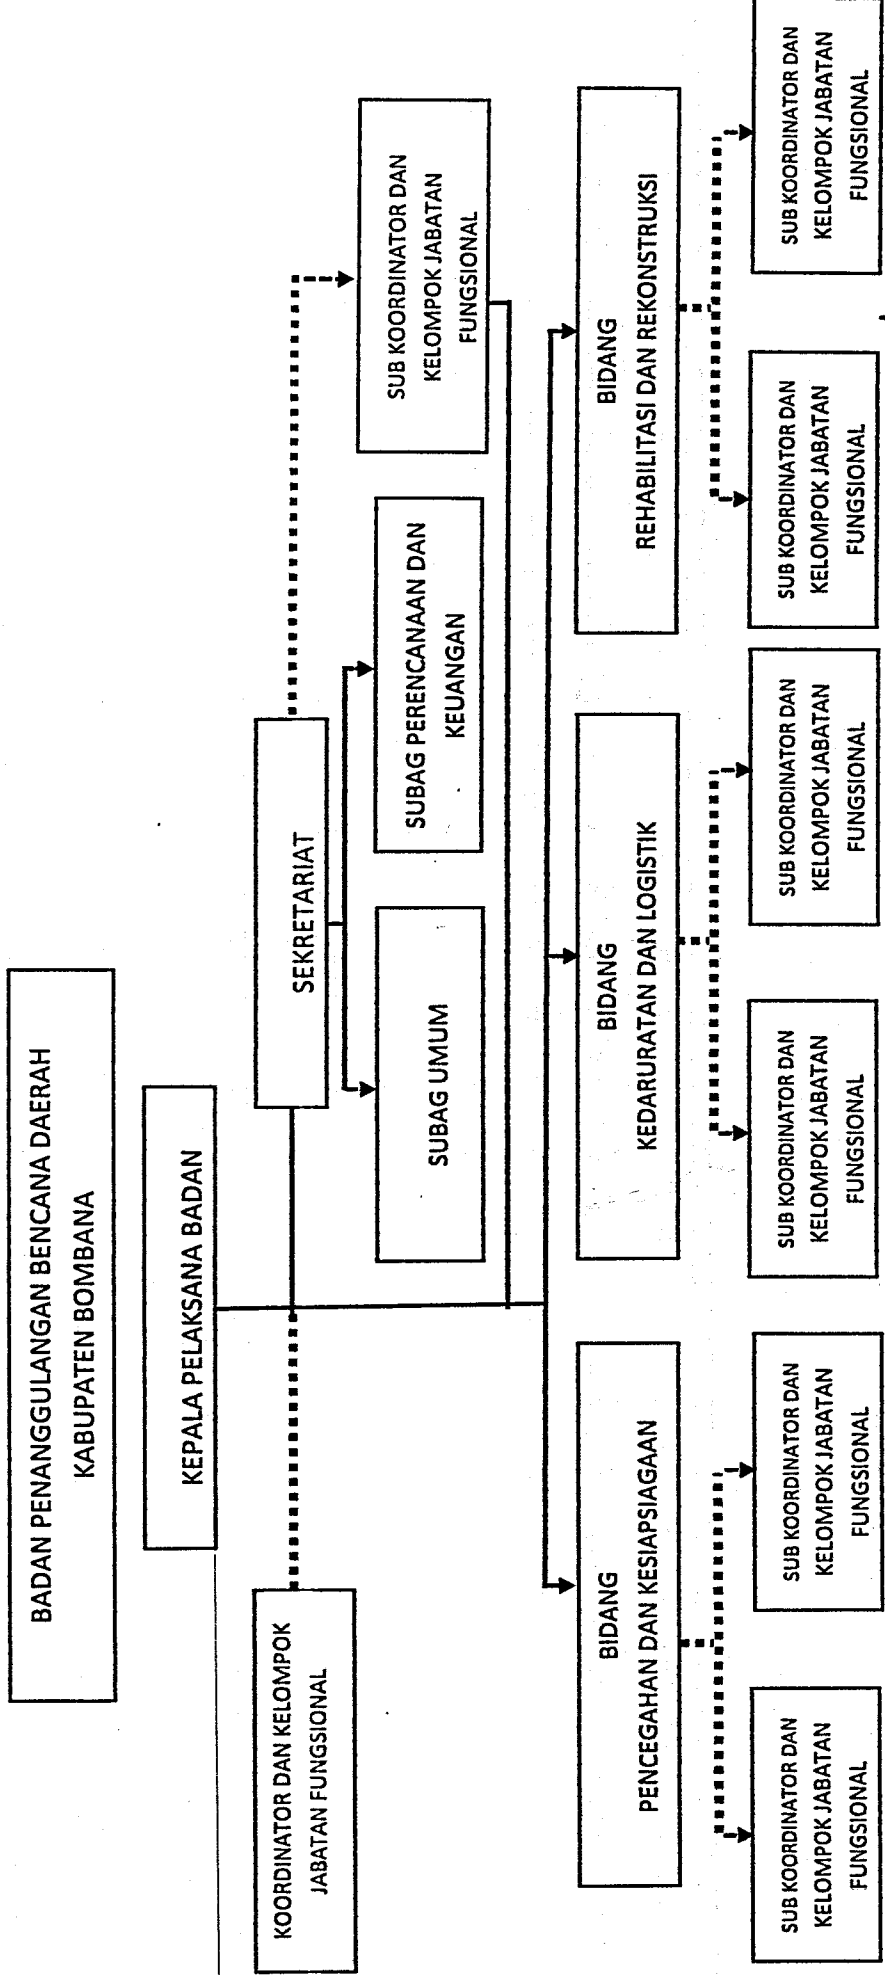 BADAN PENANGGULANGAN BENCANA DAERAH
KABUPATEN BOMBANA
KEPALA PELAKSANA BADAN
KOORDINATOR DAN KELOMPOK
JABATAN FUNGSIONAL
SEKRETARIAT
SUBAG UMUM
SUBAG PERENCANAAN DAN
KEUANGAN
SUB KOORDINATOR DAN
KELOMPOK JABATAN
FUNGSIONAL
BIDANG
PENCEGAHAN DAN KESIAPSIAGAAN
BIDANG
KEDARURATAN DAN LOGISTIK
BIDANG
REHABILITASI DAN REKONSTRUKSI
SUB KOORDINATOR DAN
KELOMPOK JABATAN
FUNGSIONAL
SUB KOORDINATOR DAN
KELOMPOK JABATAN
FUNGSIONAL
SUB KOORDINATOR DAN
KELOMPOK JABATAN
FUNGSIONAL
SUB KOORDINATOR DAN
KELOMPOK JABATAN
FUNGSIONAL
SUB KOORDINATOR DAN
KELOMPOK JABATAN
FUNGSIONAL
SUB KOORDINATOR DAN
KELOMPOK JABATAN
FUNGSIONAL